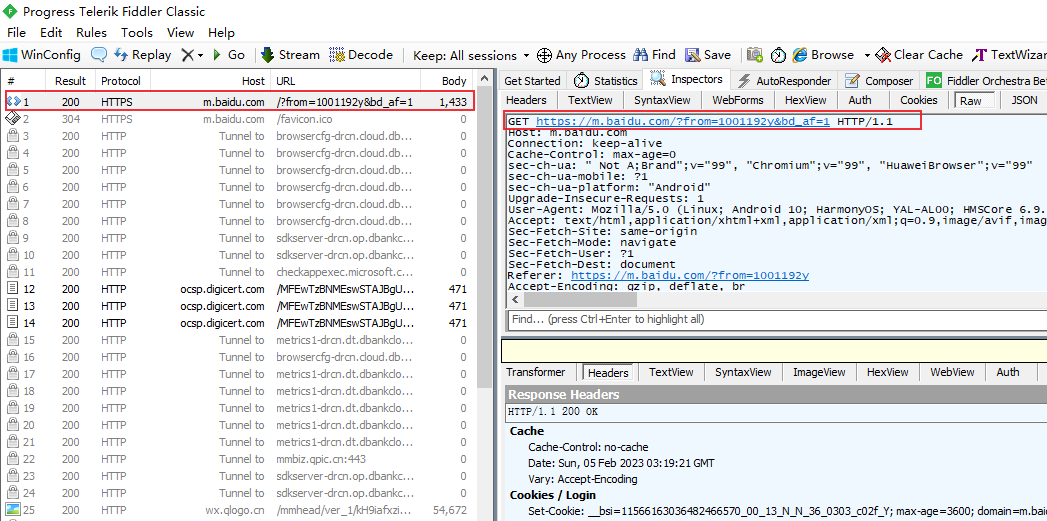 Progress Telerik Fiddler Classic
File Edit Rules Tools View Help
WinConfig Replay Go Stream Decode Keep: All sessions Any Process Find Save Browse Clear Cache TextWizard
# Result Protocol Host URL Body
1 200 HTTPS m.baidu.com /?from=1001192y&bd_af=1 1,433
2 304 HTTPS m.baidu.com /favicon.ico 0
3 200 HTTP Tunnel to browsercfg-drcn.cloud.db... 0
4 200 HTTP Tunnel to browsercfg-drcn.cloud.db... 0
5 200 HTTP Tunnel to browsercfg-drcn.cloud.db... 0
6 200 HTTP Tunnel to browsercfg-drcn.cloud.db... 0
7 200 HTTP Tunnel to browsercfg-drcn.cloud.db... 0
8 200 HTTP Tunnel to browsercfg-drcn.cloud.db... 0
9 200 HTTP Tunnel to sdkserver-drcn.op.dbankc... 0
10 200 HTTP Tunnel to sdkserver-drcn.op.dbankc... 0
11 200 HTTP Tunnel to checkappexec.microsoft.c... 0
12 200 HTTP ocsp.digicert.com /MFEwTzBNMEswSTAJBgU... 471
13 200 HTTP ocsp.digicert.com /MFEwTzBNMEswSTAJBgU... 471
14 200 HTTP ocsp.digicert.com /MFEwTzBNMEswSTAJBgU... 471
15 200 HTTP Tunnel to metrics1-drcn.dt.dbankclo... 0
16 200 HTTP Tunnel to browsercfg-drcn.cloud.db... 0
17 200 HTTP Tunnel to metrics1-drcn.dt.dbankclo... 0
18 200 HTTP Tunnel to metrics1-drcn.dt.dbankclo... 0
19 200 HTTP Tunnel to metrics1-drcn.dt.dbankclo... 0
20 200 HTTP Tunnel to metrics1-drcn.dt.dbankclo... 0
21 200 HTTP Tunnel to metrics1-drcn.dt.dbankclo... 0
22 200 HTTP Tunnel to mmbiz.qpic.cn:443 0
23 200 HTTP Tunnel to sdkserver-drcn.op.dbankc... 0
24 200 HTTP Tunnel to sdkserver-drcn.op.dbankc... 0
25 200 HTTP wx.qlogo.cn /mmhead/ver_1/kH9iafxzi... 54,672
Get Started Statistics Inspectors AutoResponder Composer FO Fiddler Orchestra Be
Headers TextView SyntaxView WebForms HexView Auth Cookies Raw JSON
GET https://m.baidu.com/?from=1001192y&bd_af=1 HTTP/1.1
Host: m.baidu.com
Connection: keep-alive
Cache-Control: max-age=0
sec-ch-ua: " Not A;Brand";v="99", "Chromium";v="99", "HuaweiBrowser";v="99"
sec-ch-ua-mobile: ?1
sec-ch-ua-platform: "Android"
Upgrade-Insecure-Requests: 1
User-Agent: Mozilla/5.0 (Linux; Android 10; HarmonyOS; YAL-AL00; HMSCore 6.9.
Accept: text/html,application/xhtml+xml,application/xml;q=0.9,image/avif,imag
Sec-Fetch-Site: same-origin
Sec-Fetch-Mode: navigate
Sec-Fetch-User: ?1
Sec-Fetch-Dest: document
Referer: https://m.baidu.com/?from=1001192y
Accept-Encoding: gzip, deflate, br
Find... (press Ctrl+Enter to highlight all)
Transformer Headers TextView SyntaxView ImageView HexView WebView Auth
Response Headers
HTTP/1.1 200 OK
Cache
Cache-Control: no-cache
Date: Sun, 05 Feb 2023 03:19:21 GMT
Vary: Accept-Encoding
Cookies / Login
Set-Cookie: __bsi=11566163036482466570_00_13_N_N_36_0303_c02f_Y; max-age=3600; domain=m.b